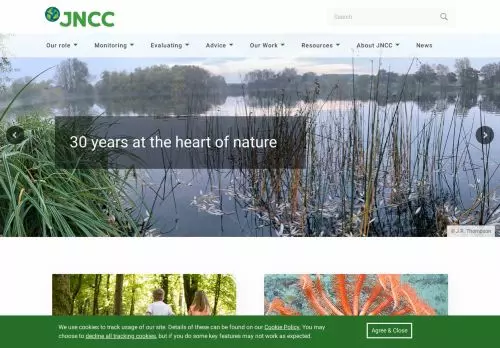 JNCC
Search
Our role
Monitoring
Evaluating
Advice
Our Work
Resourses
About JNCC
News
30 years at the heart of nature
© J.R. Thompson
We use cookies to track usage of our site. Details of these can be found on our Cookie Policy. You may
choose to decline all tracking cookies, but if you do some key features may not work as expected.
Agree & Close